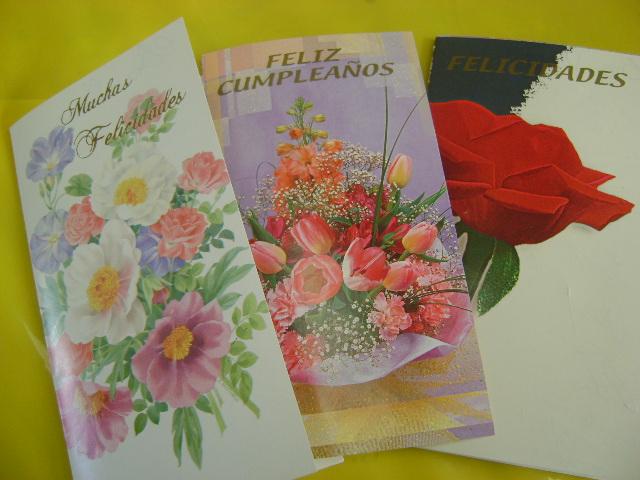 Muchas
Felicidades
FELIZ
CUMPLEAÑOS
FELICIDADES